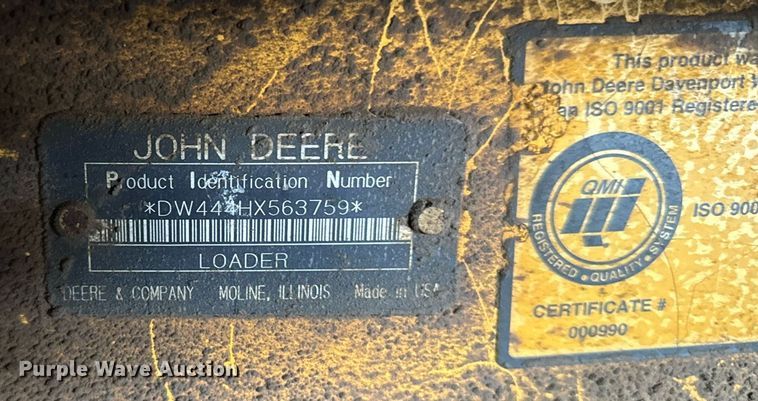 JOHN DEERE
Product Identification Number
*DW444HX563759*
LOADER
DEERE & COMPANY MOLINE, ILLINOIS Made in USA
This product wa
John Deere Davenport W
an ISO 9001 Registere
QMI
REGISTERED • QUALITY • SYSTEM
ISO 900
CERTIFICATE #
000990
Purple Wave Auction